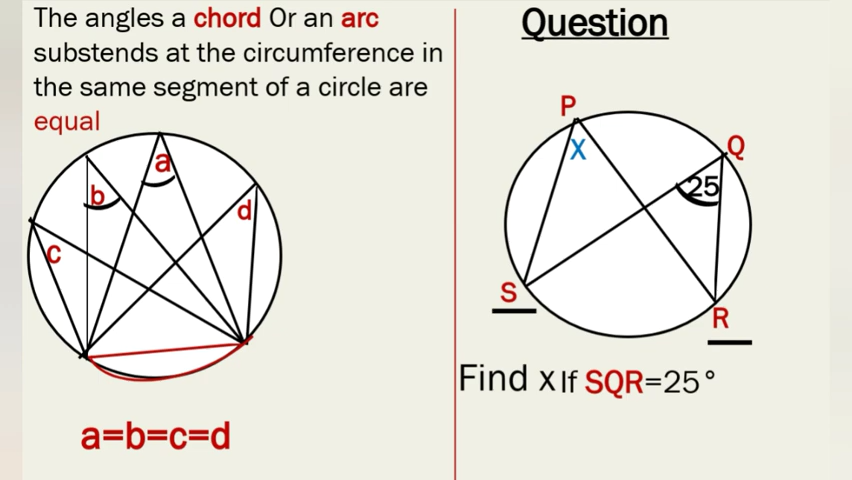 The angles a chord Or an arc
substends at the circumference in
the same segment of a circle are
equal
a
b
d
c
a=b=c=d
Question
P
Q
X
25
S
R
Find x If SQR=25°